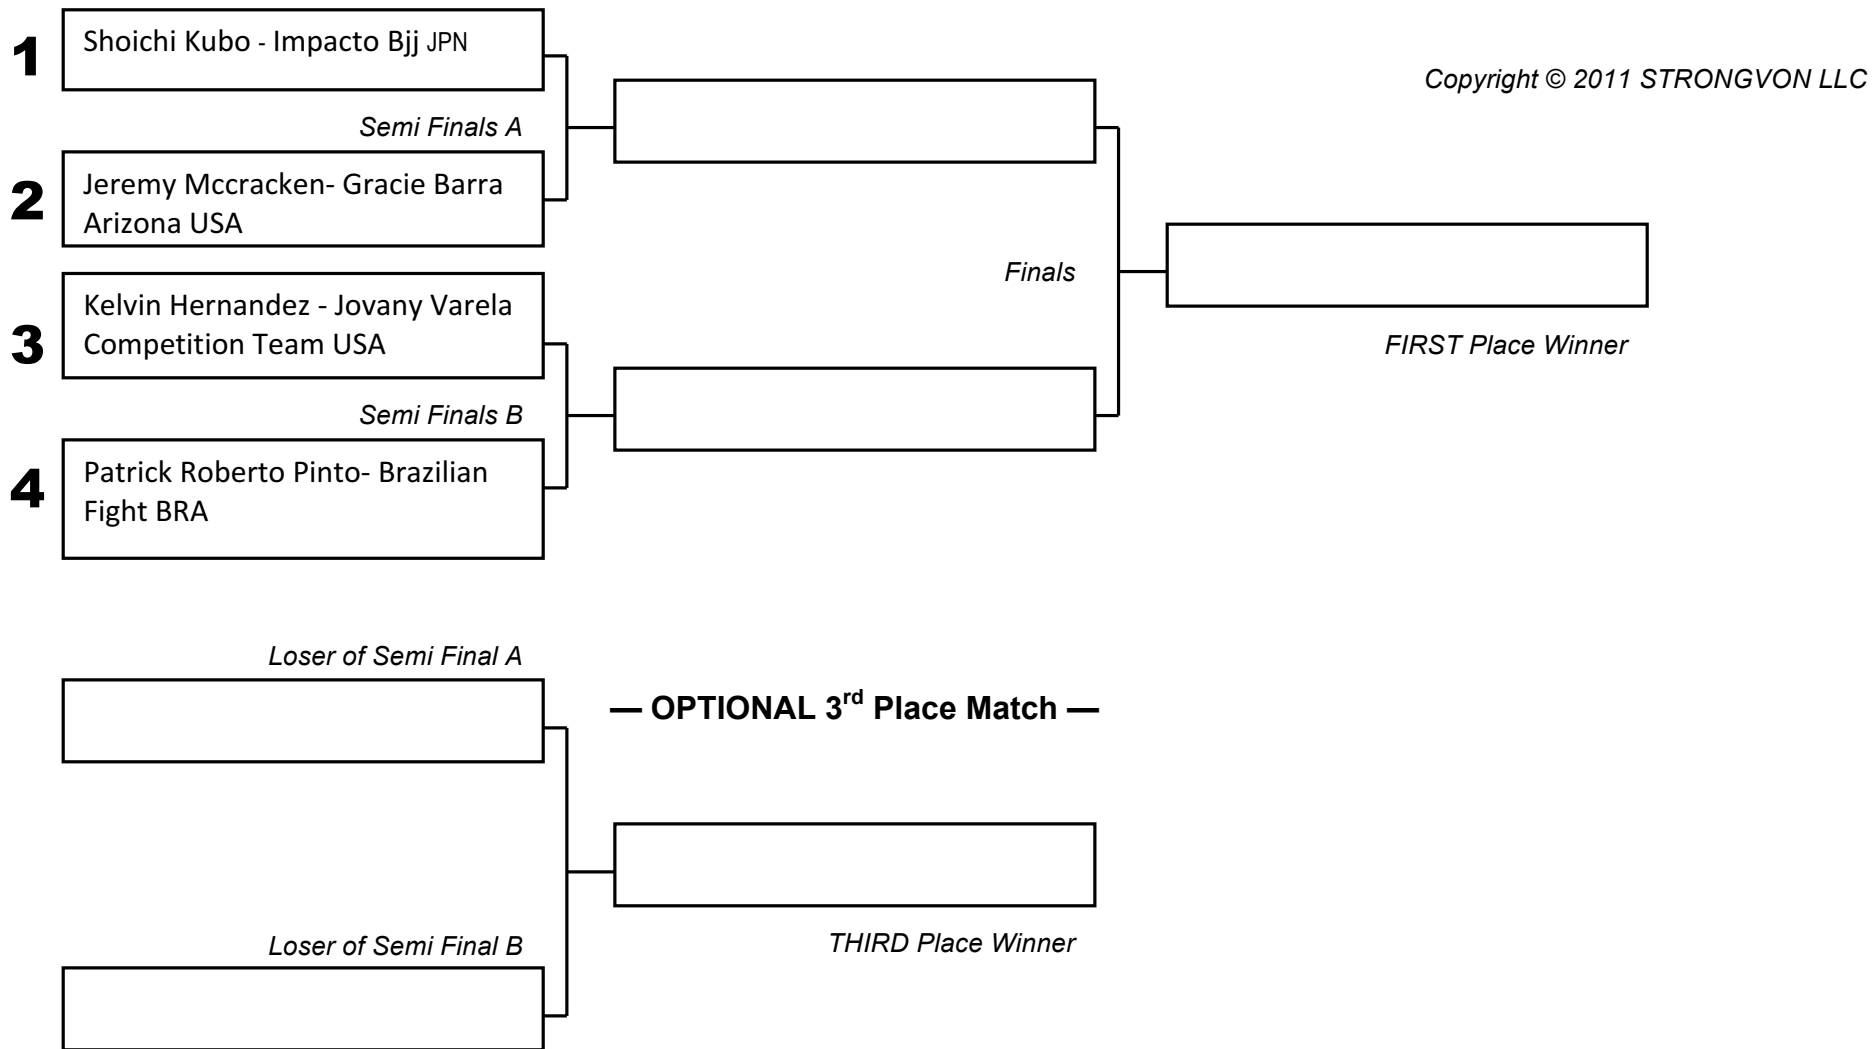 1
Shoichi Kubo - Impacto Bjj JPN
Copyright © 2011 STRONGVON LLC
Semi Finals A
2
Jeremy Mccracken- Gracie Barra
Arizona USA
Finals
3
Kelvin Hernandez - Jovany Varela
Competition Team USA
FIRST Place Winner
Semi Finals B
4
Patrick Roberto Pinto- Brazilian
Fight BRA
Loser of Semi Final A
— OPTIONAL 3rd Place Match —
Loser of Semi Final B
THIRD Place Winner